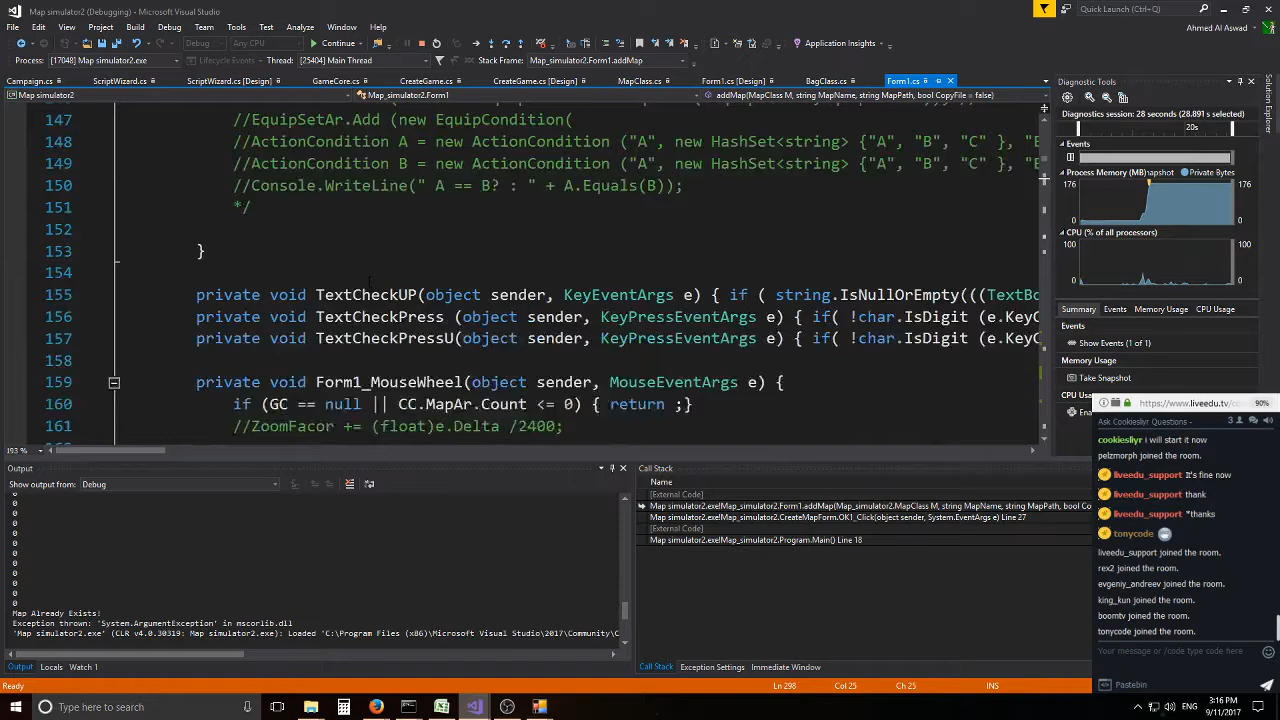 Map simulator2 (Debugging) - Microsoft Visual Studio
Quick Launch (Ctrl+Q)
File Edit View Project Build Debug Team Tools Test Analyze Window Help
Ahmed Al Aswad
Debug Any CPU Continue Application Insights
Process: [17048] Map simulator2.exe Lifecycle Events Thread: [25404] Main Thread Stack Frame: Map_simulator2.Form1.addMap
Campaign.cs ScriptWizard.cs ScriptWizard.cs [Design] GameCore.cs CreateGame.cs CreateGame.cs [Design] MapClass.cs Form1.cs [Design] BagClass.cs Form1.cs
Map simulator2 Map_simulator2.Form1 addMap(MapClass M, string MapName, string MapPath, bool CopyFile = false)
147 //EquipSetAr.Add (new EquipCondition(
148 //ActionCondition A = new ActionCondition ("A", new HashSet<string> {"A", "B", "C" }, "
149 //ActionCondition B = new ActionCondition ("A", new HashSet<string> {"A", "B", "C" }, "
150 //Console.WriteLine(" A == B? : " + A.Equals(B));
151 */
152
153 }
154
155 private void TextCheckUP(object sender, KeyEventArgs e) { if ( string.IsNullOrEmpty(((TextBo
156 private void TextCheckPress (object sender, KeyPressEventArgs e) { if( !char.IsDigit (e.KeyC
157 private void TextCheckPressU(object sender, KeyPressEventArgs e) { if( !char.IsDigit (e.KeyC
158
159 private void Form1_MouseWheel(object sender, MouseEventArgs e) {
160 if (GC == null || CC.MapAr.Count <= 0) { return ;}
161 //ZoomFacor += (float)e.Delta /2400;
193 %
Diagnostic Tools
Diagnostics session: 28 seconds (28.891 s selected)
20s
Events
Process Memory (MB) Snapshot Private Bytes
176 176
0 0
CPU (% of all processors)
100 100
0 0
Summary Events Memory Usage CPU Usage
Events
Show Events (1 of 1)
Memory Usage
Take Snapshot
CPU Usa
Solution Explorer
Output
Show output from: Debug
0
0
0
0
0
0
0
0
0
0
0
Map Already Exists!
Exception thrown: 'System.ArgumentException' in mscorlib.dll
'Map simulator2.exe' (CLR v4.0.30319: Map simulator2.exe): Loaded 'C:\Program Files (x86)\Microsoft Visual Studio\2017\Community\C
Output Locals Watch 1
Call Stack
Name
[External Code]
Map simulator2.exe!Map_simulator2.Form1.addMap(Map_simulator2.MapClass M, string MapName, string MapPath, bool Co
Map simulator2.exe!Map_simulator2.CreateMapForm.OK1_Click(object sender, System.EventArgs e) Line 27
[External Code]
Map simulator2.exe!Map_simulator2.Program.Main() Line 18
Call Stack Exception Settings Immediate Window
https://www.liveedu.tv/co 90%
Ask Cookiesliyr Questions - 3
cookiesliyr i will start it now
pelzmorph joined the room.
liveedu_support It's fine now
liveedu_support thank
liveedu_support *thanks
tonycode
liveedu_support joined the room.
rex2 joined the room.
evgeniy_andreev joined the room.
king_kun joined the room.
boomtv joined the room.
tonycode joined the room.
Your message or /code type code here
Pastebin
Ready Ln 298 Col 25 Ch 25 INS
Type here to search
ENG 3:16 PM
9/11/2017